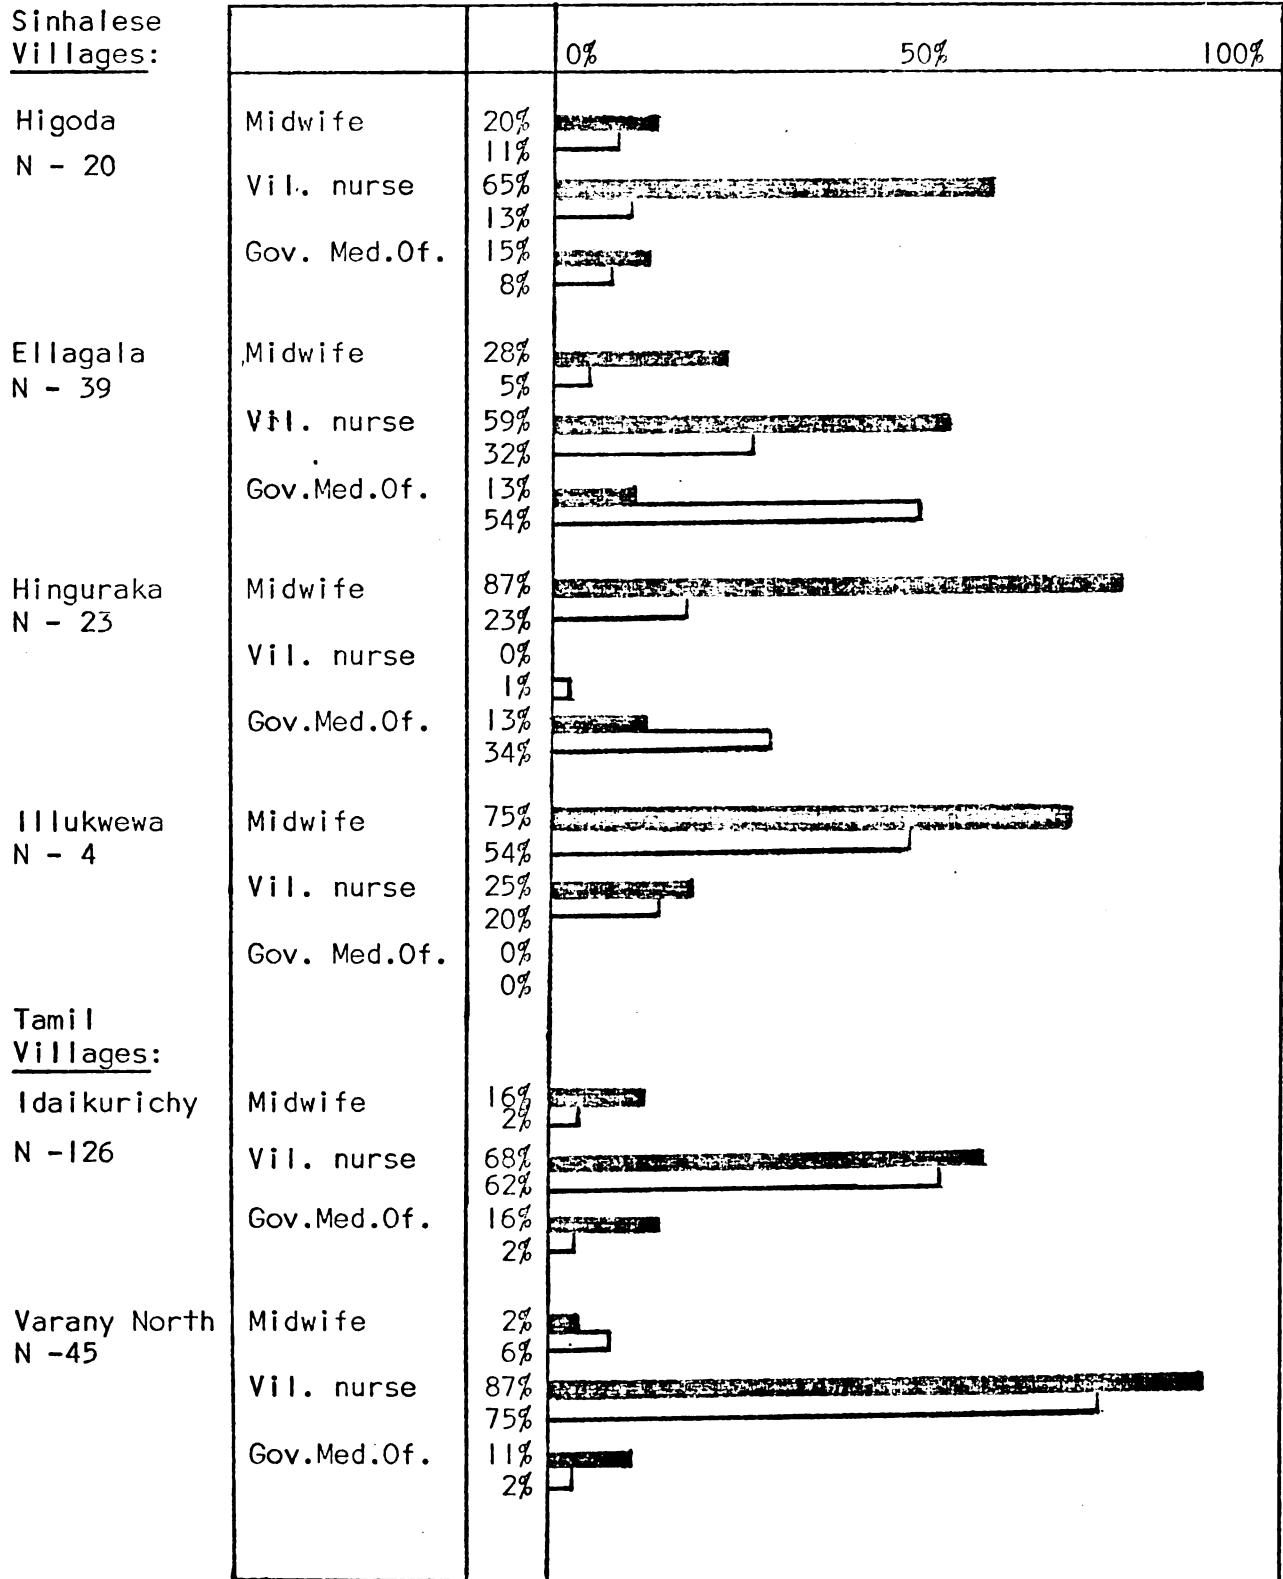 Sinhalese
Villages:
0% 50% 100%
Higoda Midwife 20%
11%
N - 20
Vil. nurse 65%
13%
Gov. Med.Of. 15%
8%
Ellagala Midwife 28%
N - 39 5%
Vil. nurse 59%
32%
Gov.Med.Of. 13%
54%
Hinguraka Midwife 87%
N - 23 23%
Vil. nurse 0%
1%
Gov.Med.Of. 13%
34%
Illukwewa Midwife 75%
N - 4 54%
Vil. nurse 25%
20%
Gov. Med.Of. 0%
0%
Tamil
Villages:
Idaikurichy Midwife 16%
2%
N -126 Vil. nurse 68%
62%
Gov.Med.Of. 16%
2%
Varany North Midwife 2%
N -45 6%
Vil. nurse 87%
75%
Gov.Med.Of. 11%
2%